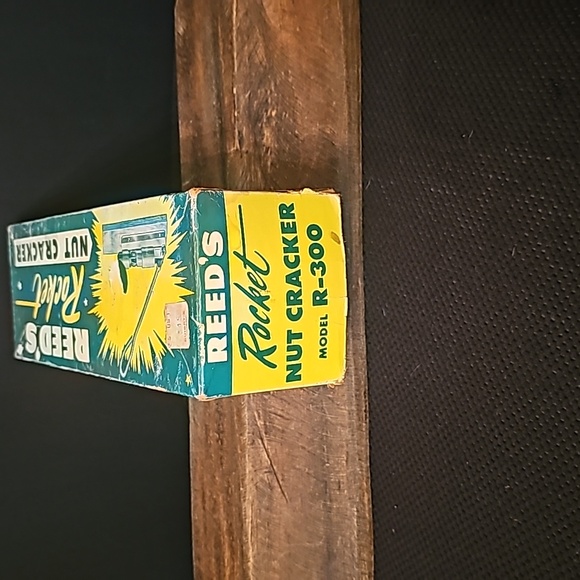 REED'S
Rocket
NUT CRACKER
MODEL R-300
REED'S
Rocket
NUT CRACKER